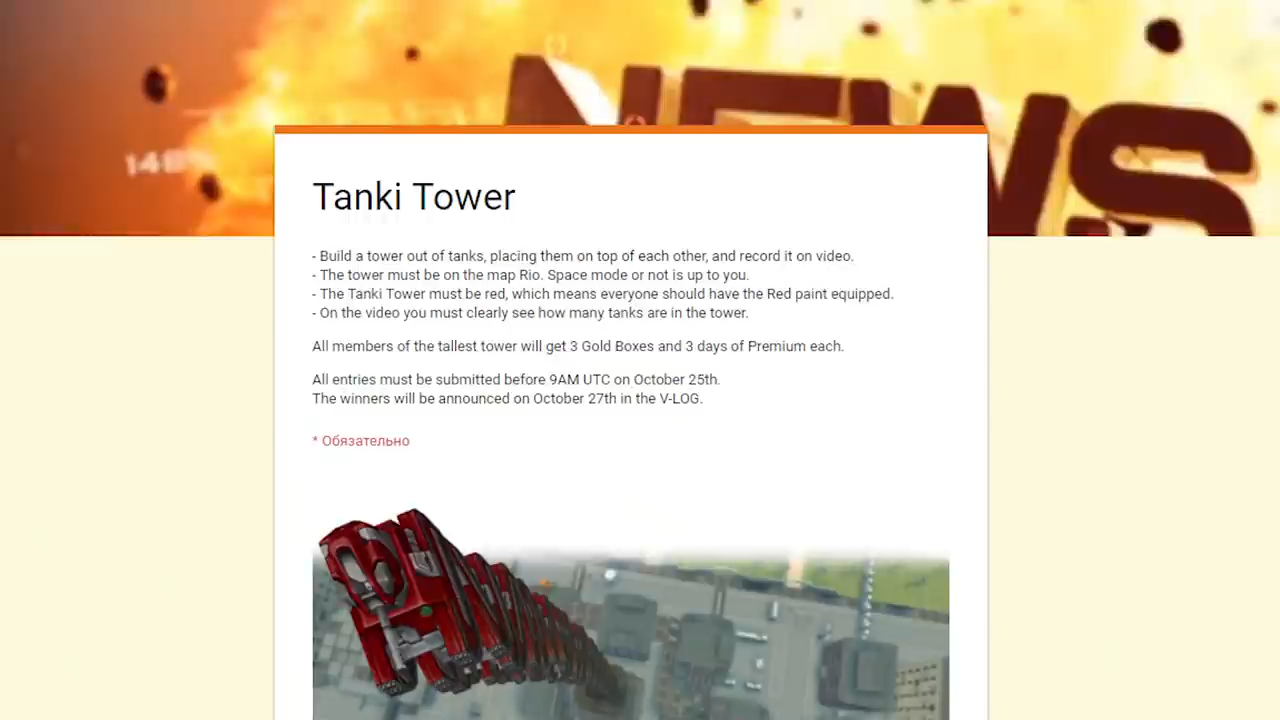 NEWS
148%
Tanki Tower
- Build a tower out of tanks, placing them on top of each other, and record it on video.
- The tower must be on the map Rio. Space mode or not is up to you.
- The Tanki Tower must be red, which means everyone should have the Red paint equipped.
- On the video you must clearly see how many tanks are in the tower.
All members of the tallest tower will get 3 Gold Boxes and 3 days of Premium each.
All entries must be submitted before 9AM UTC on October 25th.
The winners will be announced on October 27th in the V-LOG.
* Обязательно